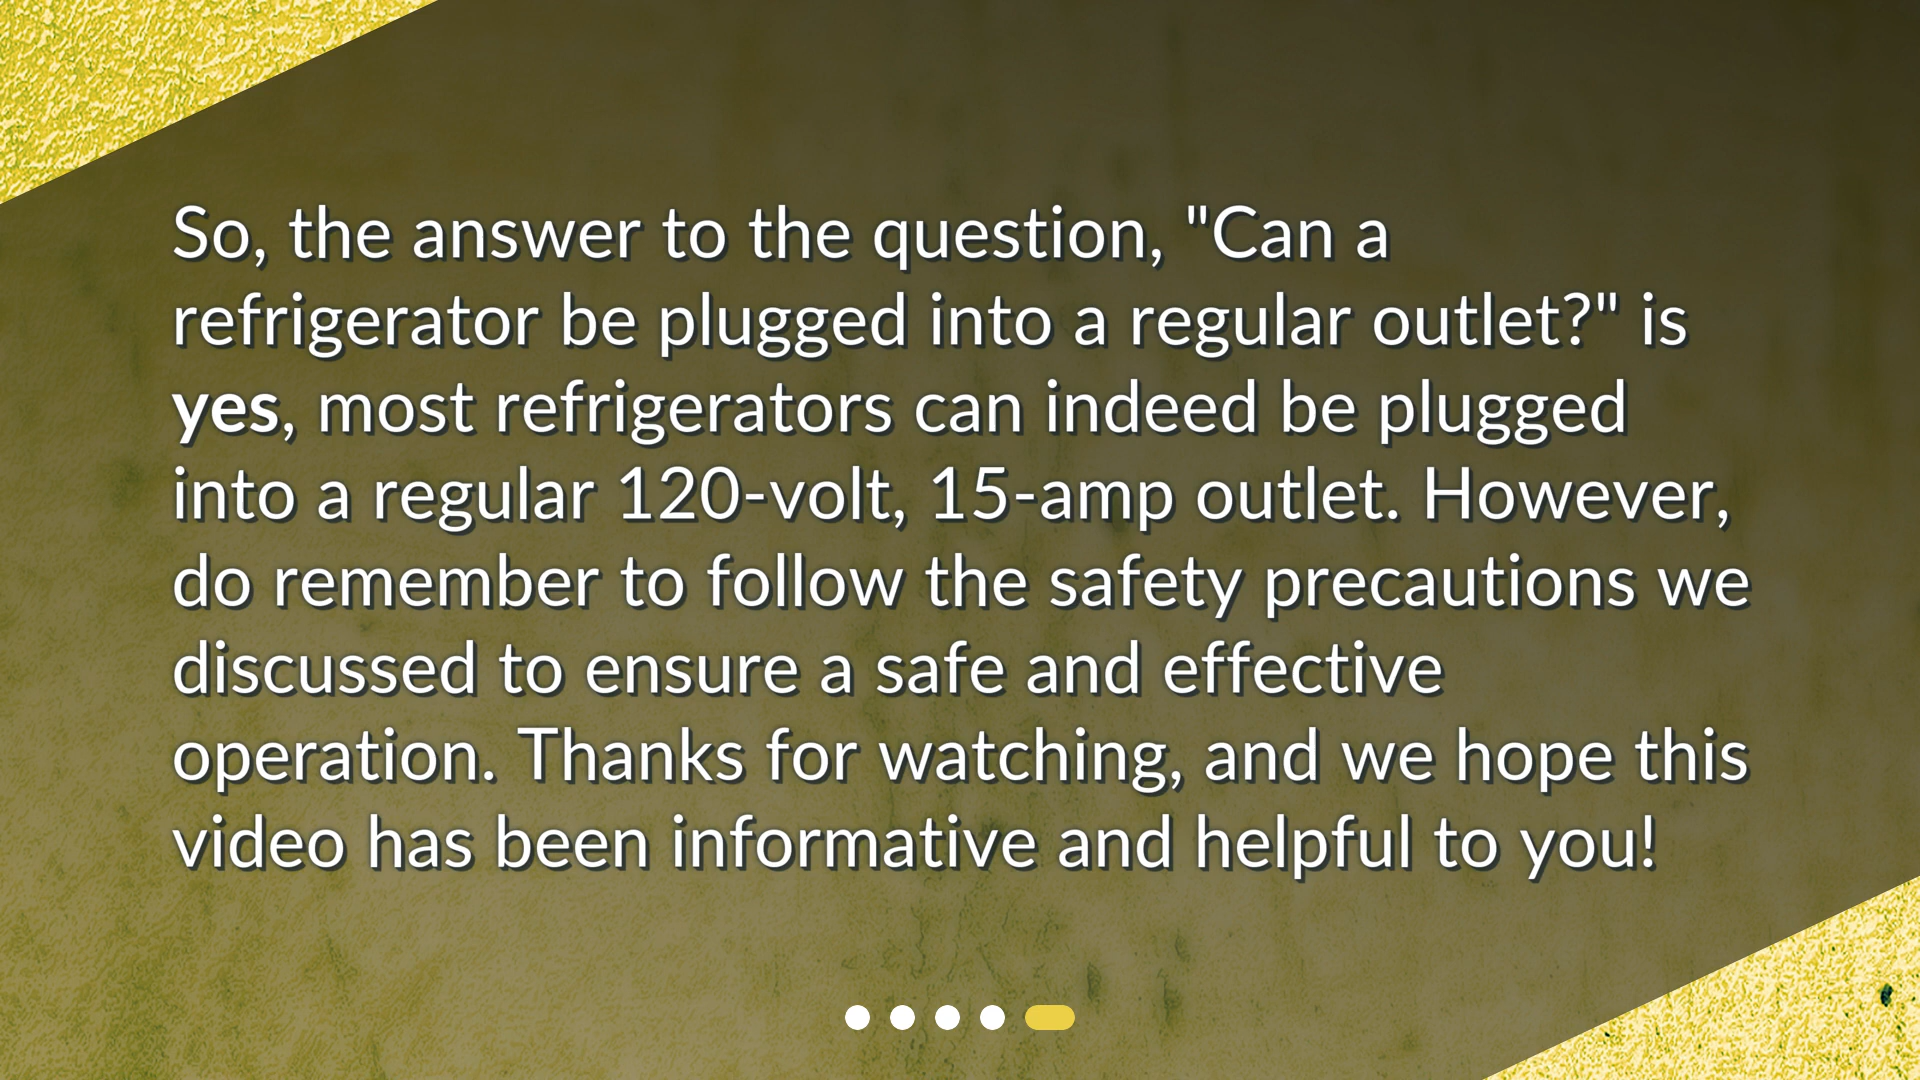 So, the answer to the question, "Can a
refrigerator be plugged into a regular outlet?" is
yes, most refrigerators can indeed be plugged
into a regular 120-volt, 15-amp outlet. However,
do remember to follow the safety precautions we
discussed to ensure a safe and effective
operation. Thanks for watching, and we hope this
video has been informative and helpful to you!